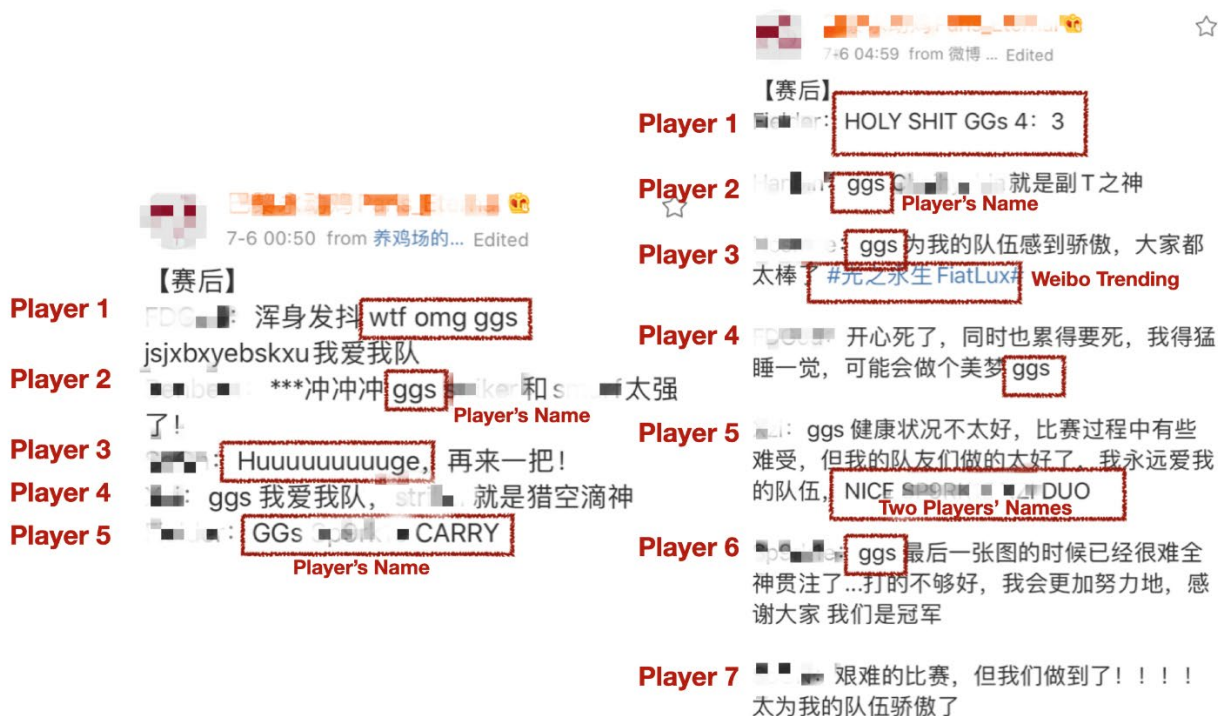 7-6 00:50 from 养鸡场的... Edited
【赛后】
Player 1
浑身发抖 wtf omg ggs
jsjxbxyebskxu我爱我队
Player 2
***冲冲冲 ggs 和 太强
Player's Name
了！
Player 3
Huuuuuuuuuge，再来一把！
Player 4
ggs 我爱我队， 就是猎空滴神
Player 5
GGs CARRY
Player's Name
7-6 04:59 from 微博 ... Edited
【赛后】
Player 1
HOLY SHIT GGs 4：3
Player 2
ggs 就是副T之神
Player's Name
Player 3
ggs 为我的队伍感到骄傲，大家都
太棒了 #光之永生FiatLux#
Weibo Trending
Player 4
开心死了，同时也累得要死，我得猛
睡一觉，可能会做个美梦 ggs
Player 5
ggs 健康状况不太好，比赛过程中有些
难受，但我的队友们做的太好了，我永远爱我
的队伍，NICE DUO
Two Players' Names
Player 6
ggs 最后一张图的时候已经很难全
神贯注了...打的不够好，我会更加努力地，感
谢大家 我们是冠军
Player 7
艰难的比赛，但我们做到了！！！！
太为我的队伍骄傲了